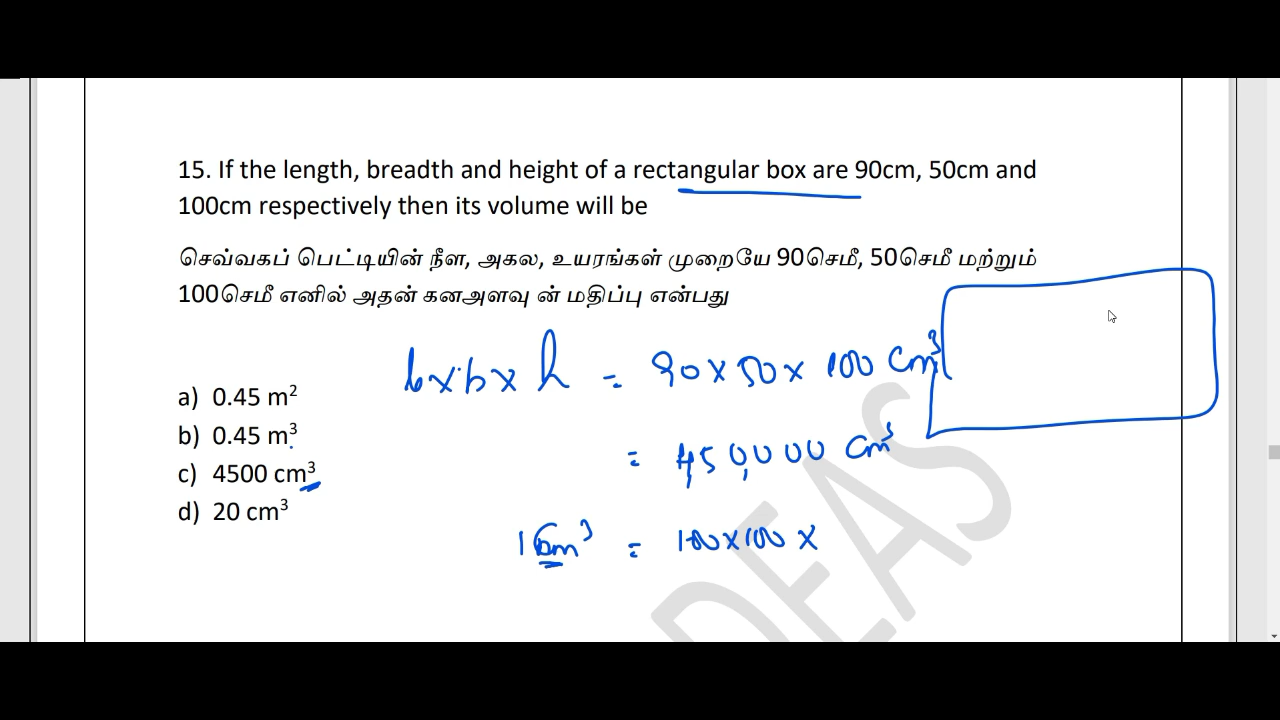 15. If the length, breadth and height of a rectangular box are 90cm, 50cm and
100cm respectively then its volume will be
செவ்வகப் பெட்டியின் நீள, அகல, உயரங்கள் முறையே 90செமீ, 50செமீ மற்றும்
100செமீ எனில் அதன் கனஅளவு ன் மதிப்பு என்பது
l×b×h = 90×50×100 cm³
a) 0.45 m²
b) 0.45 m³
= 4,50,000 cm³
c) 4500 cm³
d) 20 cm³
= 100×100×
DEAS